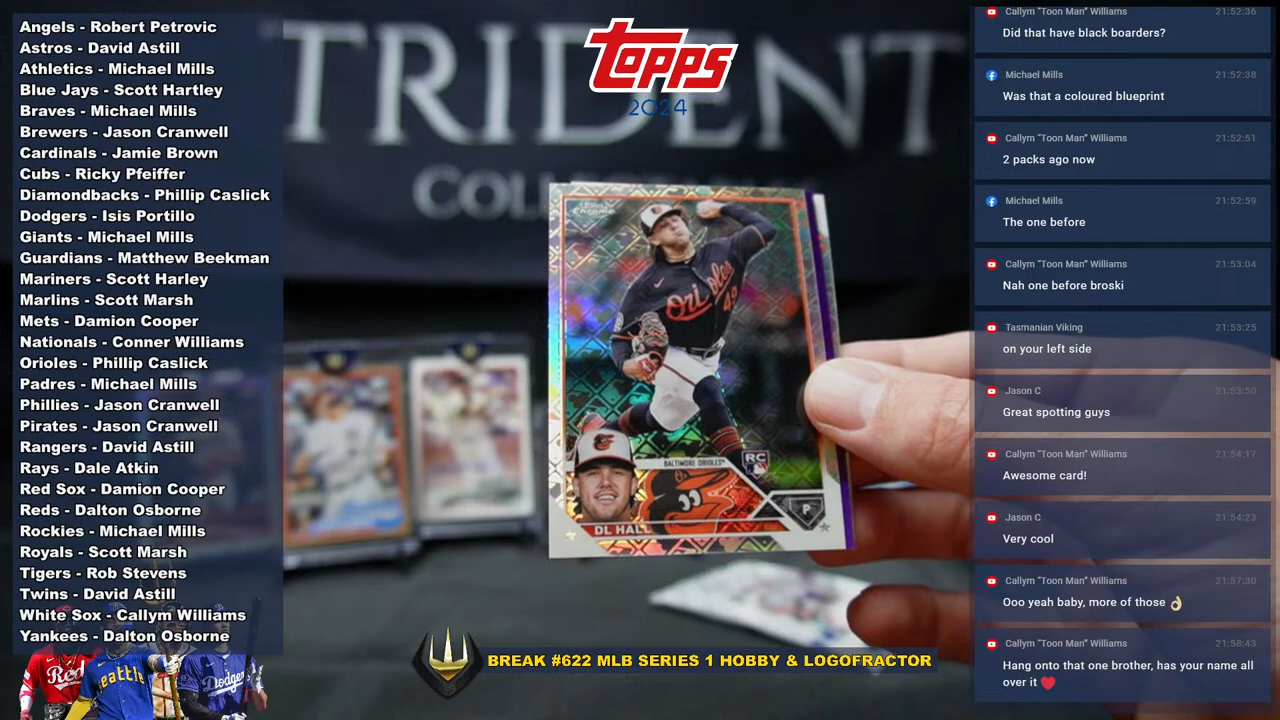 Angels - Robert Petrovic
Astros - David Astill
Athletics - Michael Mills
Blue Jays - Scott Hartley
Braves - Michael Mills
Brewers - Jason Cranwell
Cardinals - Jamie Brown
Cubs - Ricky Pfeiffer
Diamondbacks - Phillip Caslick
Dodgers - Isis Portillo
Giants - Michael Mills
Guardians - Matthew Beekman
Mariners - Scott Harley
Marlins - Scott Marsh
Mets - Damion Cooper
Nationals - Conner Williams
Orioles - Phillip Caslick
Padres - Michael Mills
Phillies - Jason Cranwell
Pirates - Jason Cranwell
Rangers - David Astill
Rays - Dale Atkin
Red Sox - Damion Cooper
Reds - Dalton Osborne
Rockies - Michael Mills
Royals - Scott Marsh
Tigers - Rob Stevens
Twins - David Astill
White Sox - Callym Williams
Yankees - Dalton Osborne
Reds
Seattle
Dodgers
TRIDENT
topps
2024
Topps
Chrome
Orioles
49
BALTIMORE ORIOLES
RC
P
DL HALL
BREAK #622 MLB SERIES 1 HOBBY & LOGOFRACTOR
Callym "Toon Man" Williams 21:52:36
Did that have black boarders?
Michael Mills 21:52:38
Was that a coloured blueprint
Callym "Toon Man" Williams 21:52:51
2 packs ago now
Michael Mills 21:52:59
The one before
Callym "Toon Man" Williams 21:53:04
Nah one before broski
Tasmanian Viking 21:53:25
on your left side
Jason C 21:53:50
Great spotting guys
Callym "Toon Man" Williams 21:54:17
Awesome card!
Jason C 21:54:23
Very cool
Callym "Toon Man" Williams 21:57:30
Ooo yeah baby, more of those 👌🏻
Callym "Toon Man" Williams 21:58:43
Hang onto that one brother, has your name all
over it ❤️